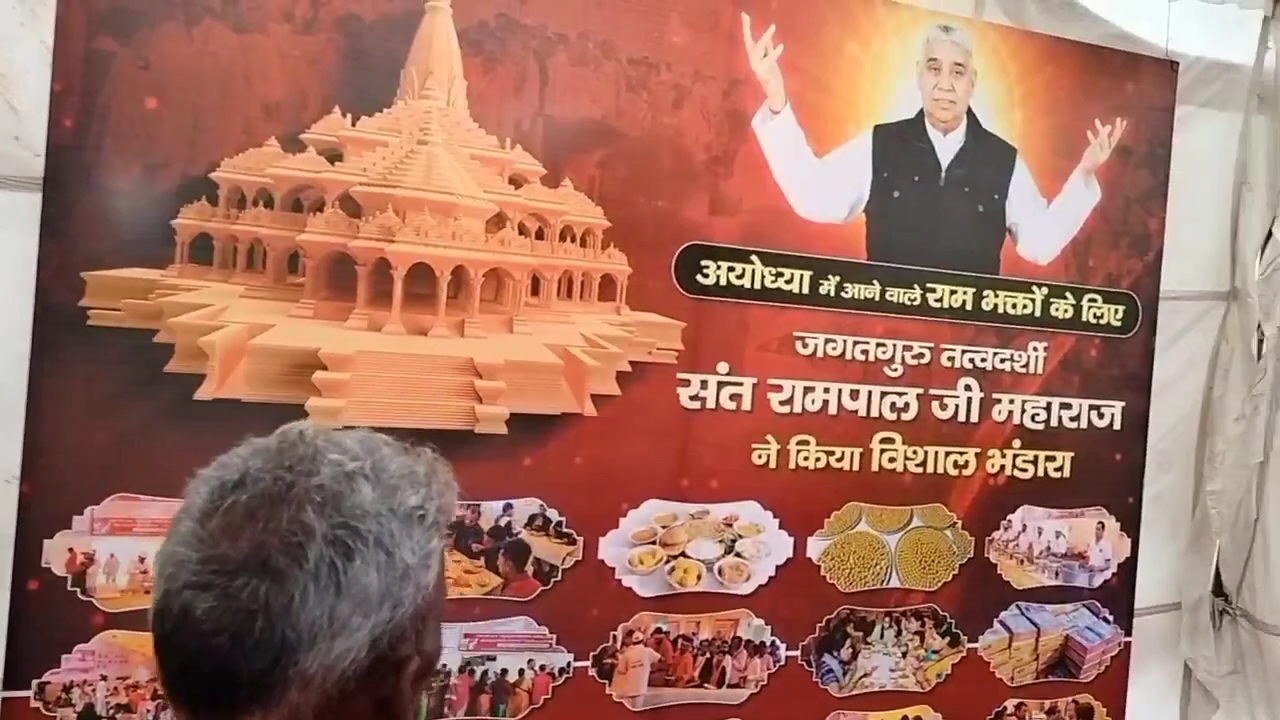 अयोध्या में आने वाले राम भक्तों के लिए
जगतगुरु तत्वदर्शी
संत रामपाल जी महाराज
ने किया विशाल भंडारा